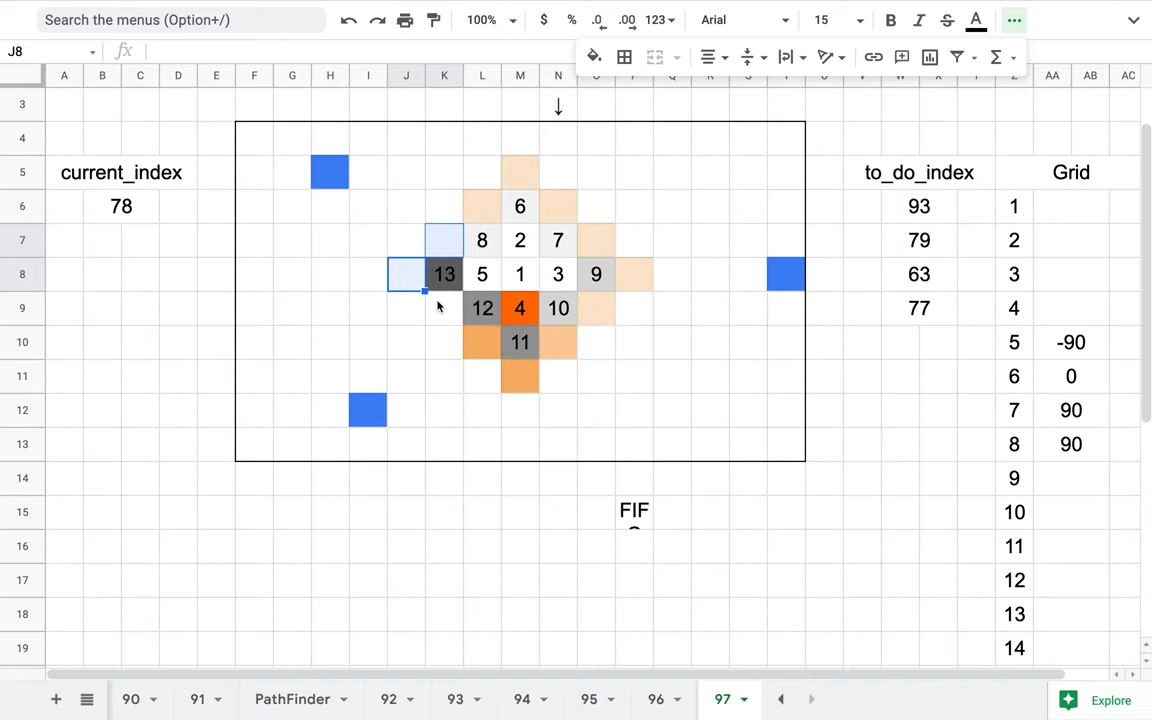 Search the menus (Option+/)
100% $ % .0 .00 123 Arial 15 B I S A
J8 fx
A B C D E F G H I J K L M N Z AA AB AC
3 ↓
4
5 current_index to_do_index Grid
6 78 6 93 1
7 8 2 7 79 2
8 13 5 1 3 9 63 3
9 12 4 10 77 4
10 11 5 -90
11 6 0
12 7 90
13 8 90
14 9
15 FIF 10
16 11
17 12
18 13
19 14
+ 90 91 PathFinder 92 93 94 95 96 97 Explore